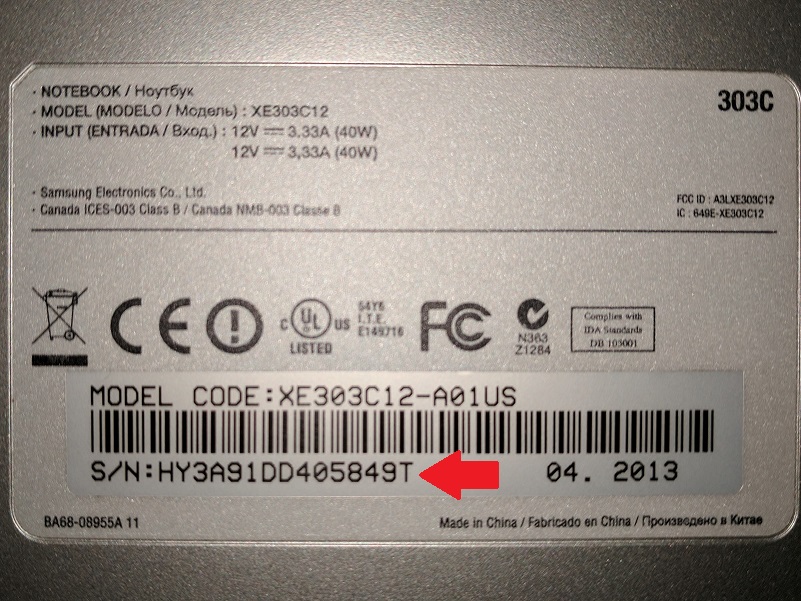 · NOTEBOOK / Ноутбук
· MODEL (MODELO / Модель) : XE303C12
· INPUT (ENTRADA / Вход.) : 12V ⎓ 3.33A (40W)
12V ⎓ 3,33A (40W)
303C
· Samsung Electronics Co., Ltd.
· Canada ICES-003 Class B / Canada NMB-003 Classe B
FCC ID : A3LXE303C12
IC : 649E-XE303C12
CE
C UL US
LISTED
54Y6
I.T.E.
E149716
FC
N363
Z1284
Complies with
IDA Standards
DB 105001
MODEL CODE:XE303C12-A01US
S/N:HY3A91DD405849T
04. 2013
BA68-08955A 11
Made in China / Fabricado en China / Произведено в Китае